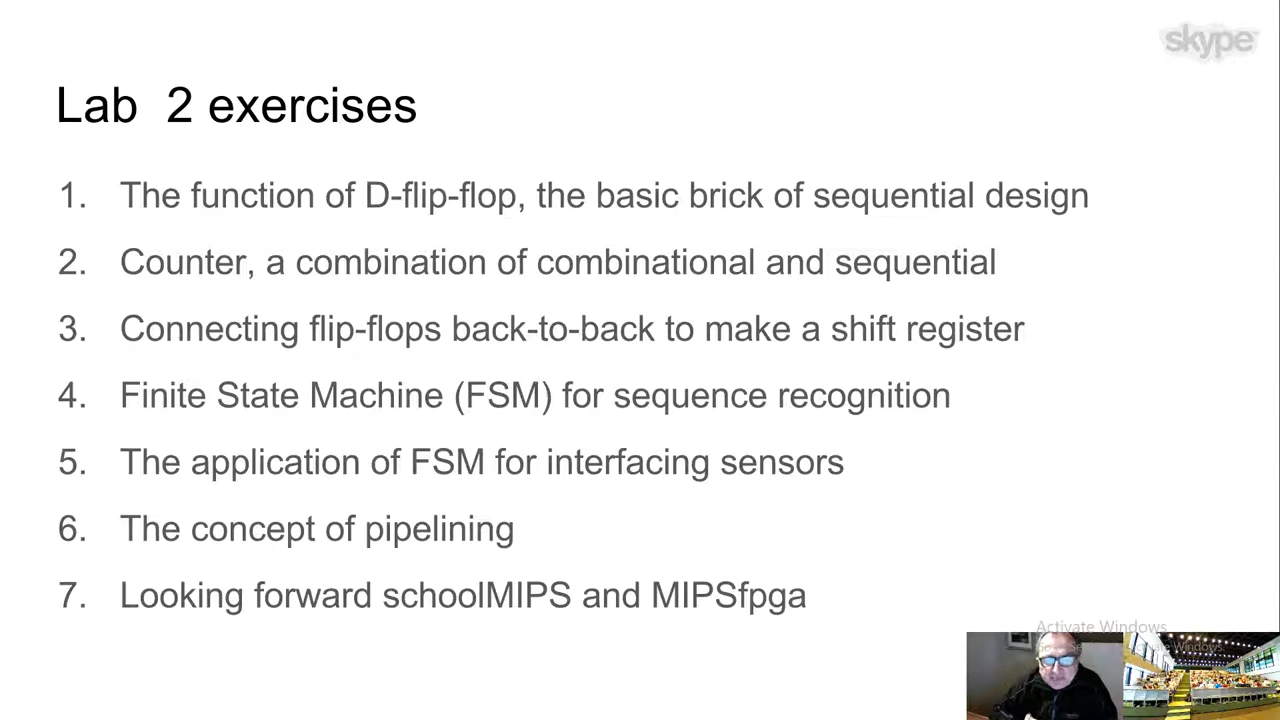 skype
Lab 2 exercises
1. The function of D-flip-flop, the basic brick of sequential design
2. Counter, a combination of combinational and sequential
3. Connecting flip-flops back-to-back to make a shift register
4. Finite State Machine (FSM) for sequence recognition
5. The application of FSM for interfacing sensors
6. The concept of pipelining
7. Looking forward schoolMIPS and MIPSfpga
Activate Windows
Windows.